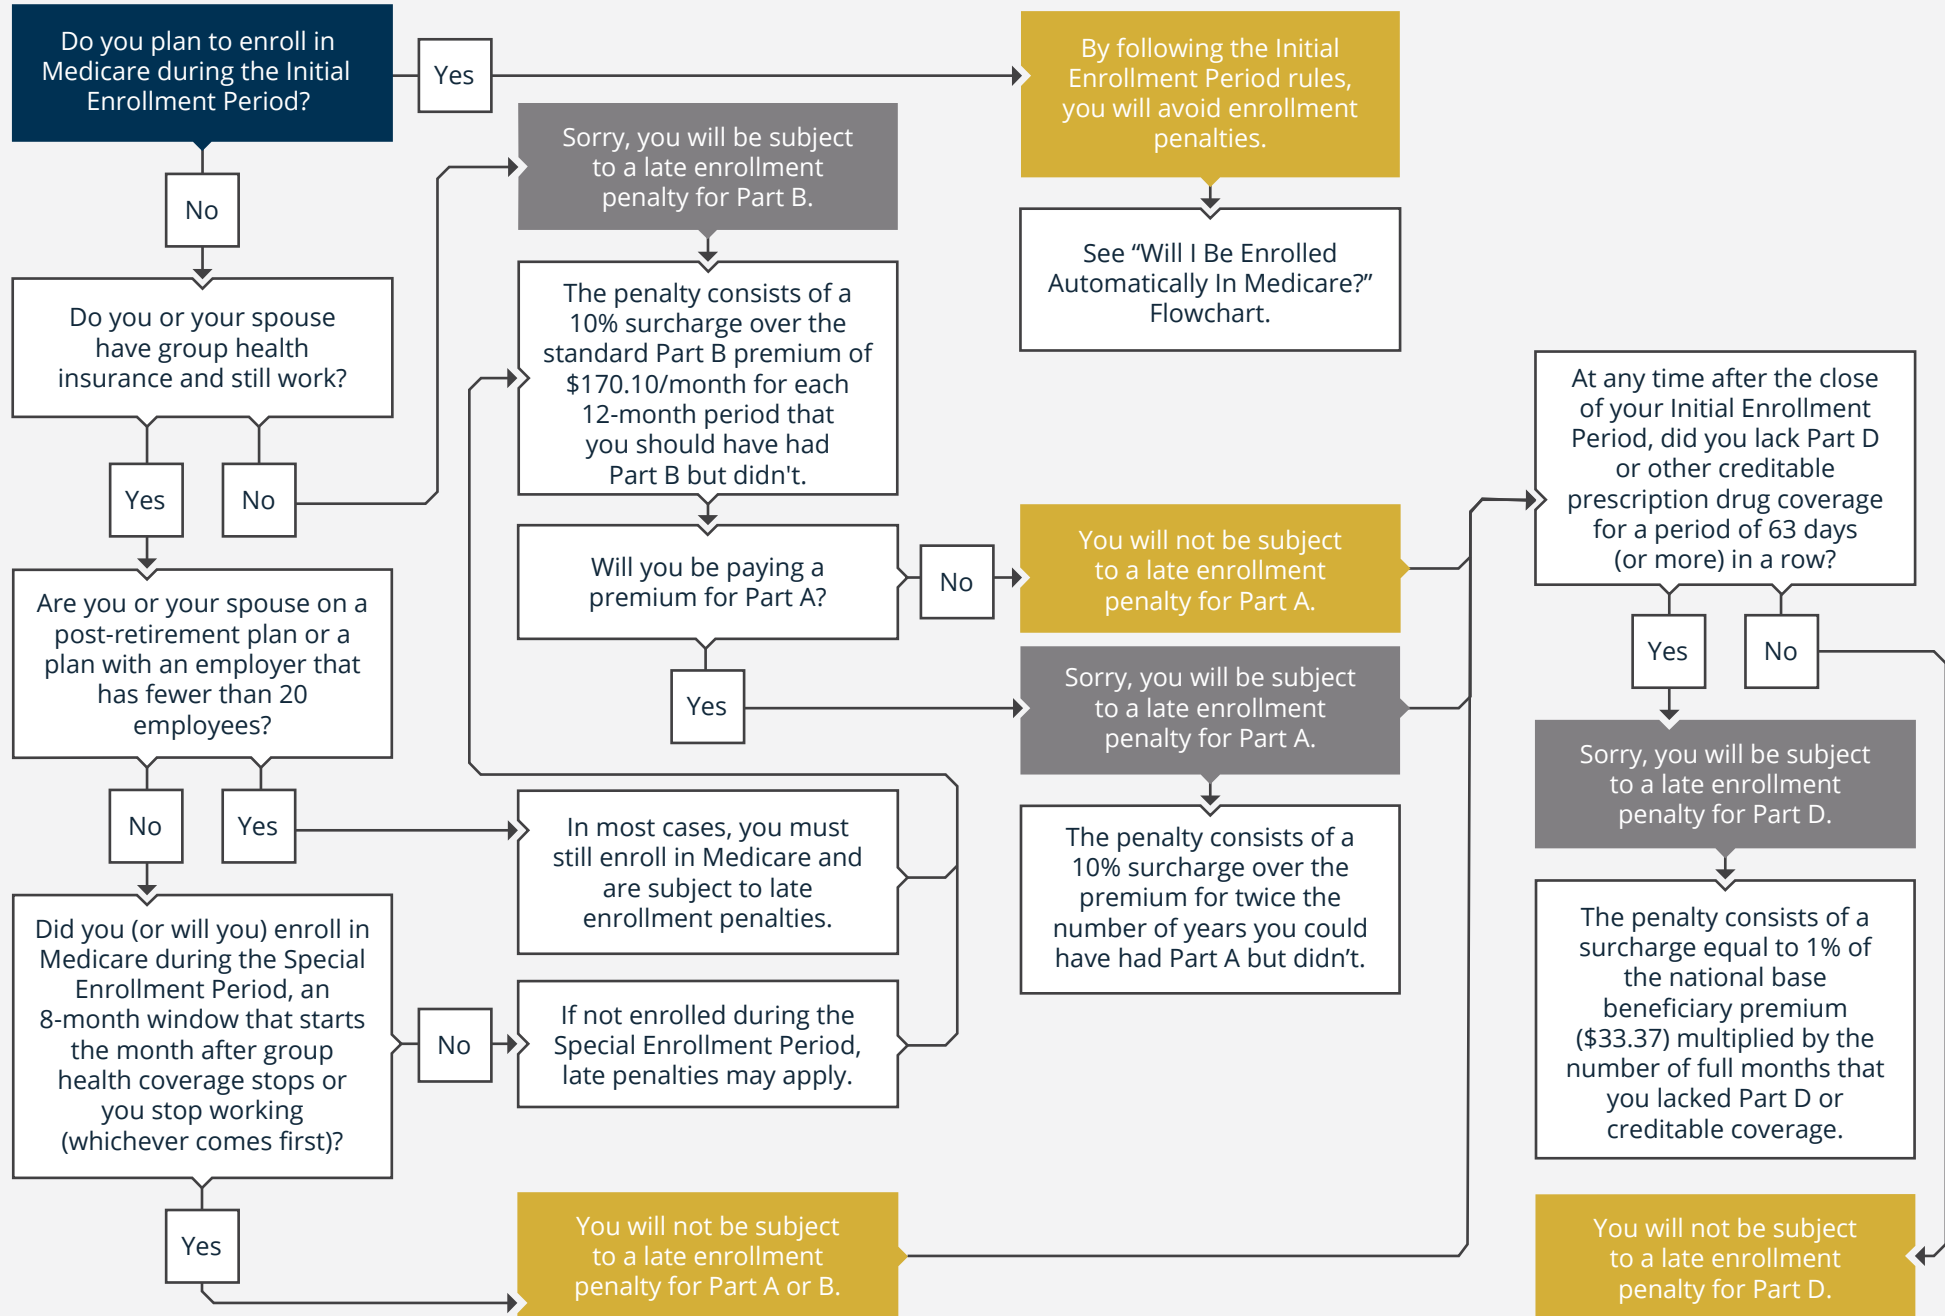 Do you plan to enroll in
Medicare during the Initial
Enrollment Period?
Yes
By following the Initial
Enrollment Period rules,
you will avoid enrollment
penalties.
See “Will I Be Enrolled
Automatically In Medicare?”
Flowchart.
No
Do you or your spouse
have group health
insurance and still work?
Yes
No
Sorry, you will be subject
to a late enrollment
penalty for Part B.
The penalty consists of a
10% surcharge over the
standard Part B premium of
$170.10/month for each
12-month period that
you should have had
Part B but didn't.
Will you be paying a
premium for Part A?
No
You will not be subject
to a late enrollment
penalty for Part A.
Yes
Sorry, you will be subject
to a late enrollment
penalty for Part A.
The penalty consists of a
10% surcharge over the
premium for twice the
number of years you could
have had Part A but didn’t.
Are you or your spouse on a
post-retirement plan or a
plan with an employer that
has fewer than 20
employees?
No
Yes
In most cases, you must
still enroll in Medicare and
are subject to late
enrollment penalties.
Did you (or will you) enroll in
Medicare during the Special
Enrollment Period, an
8-month window that starts
the month after group
health coverage stops or
you stop working
(whichever comes first)?
No
If not enrolled during the
Special Enrollment Period,
late penalties may apply.
Yes
You will not be subject
to a late enrollment
penalty for Part A or B.
At any time after the close
of your Initial Enrollment
Period, did you lack Part D
or other creditable
prescription drug coverage
for a period of 63 days
(or more) in a row?
Yes
No
Sorry, you will be subject
to a late enrollment
penalty for Part D.
The penalty consists of a
surcharge equal to 1% of
the national base
beneficiary premium
($33.37) multiplied by the
number of full months that
you lacked Part D or
creditable coverage.
You will not be subject
to a late enrollment
penalty for Part D.